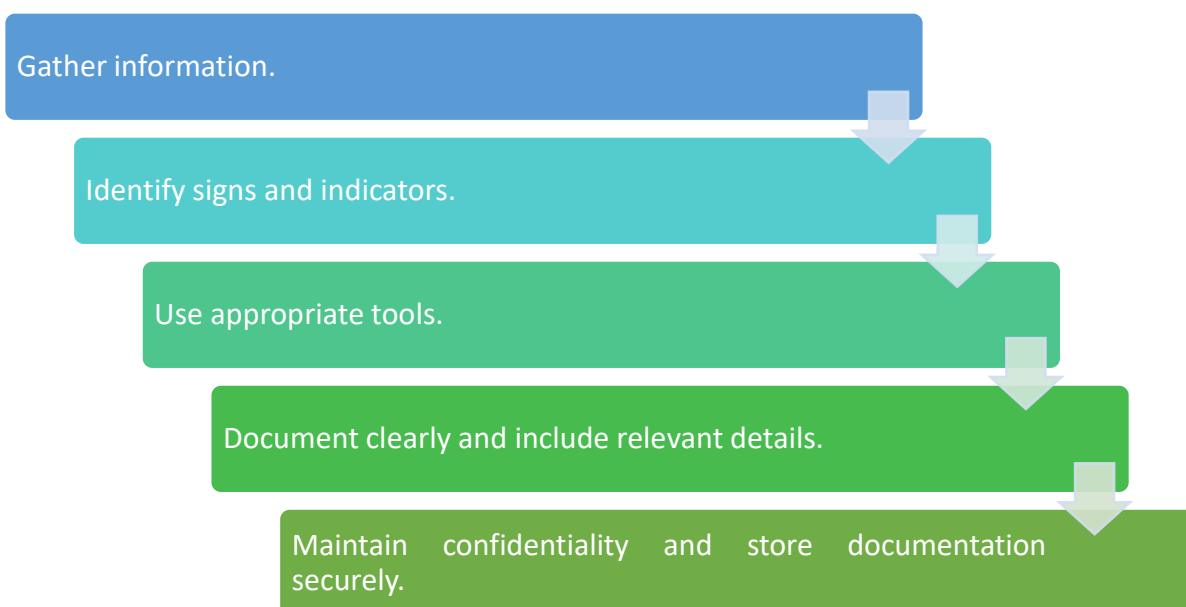 Gather information.
Identify signs and indicators.
Use appropriate tools.
Document clearly and include relevant details.
Maintain confidentiality and store documentation
securely.